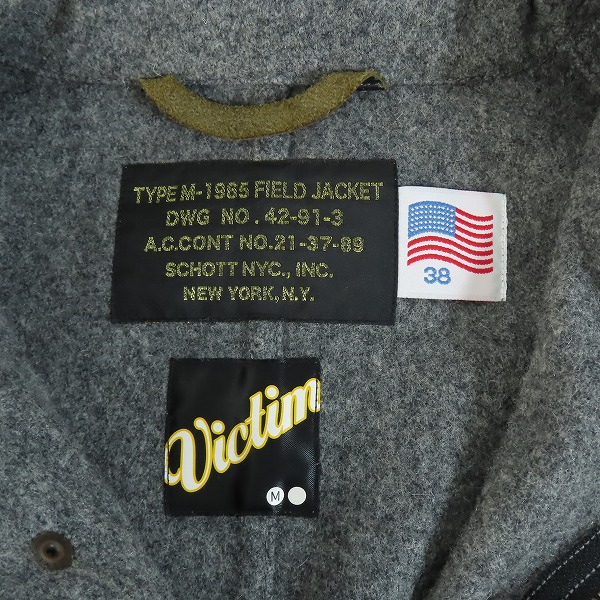 TYPE M-1965 FIELD JACKET
DWG NO. 42-91-3
A.C.CONT NO.21-37-89
SCHOTT NYC., INC.
NEW YORK, N.Y.
38
Victim
M